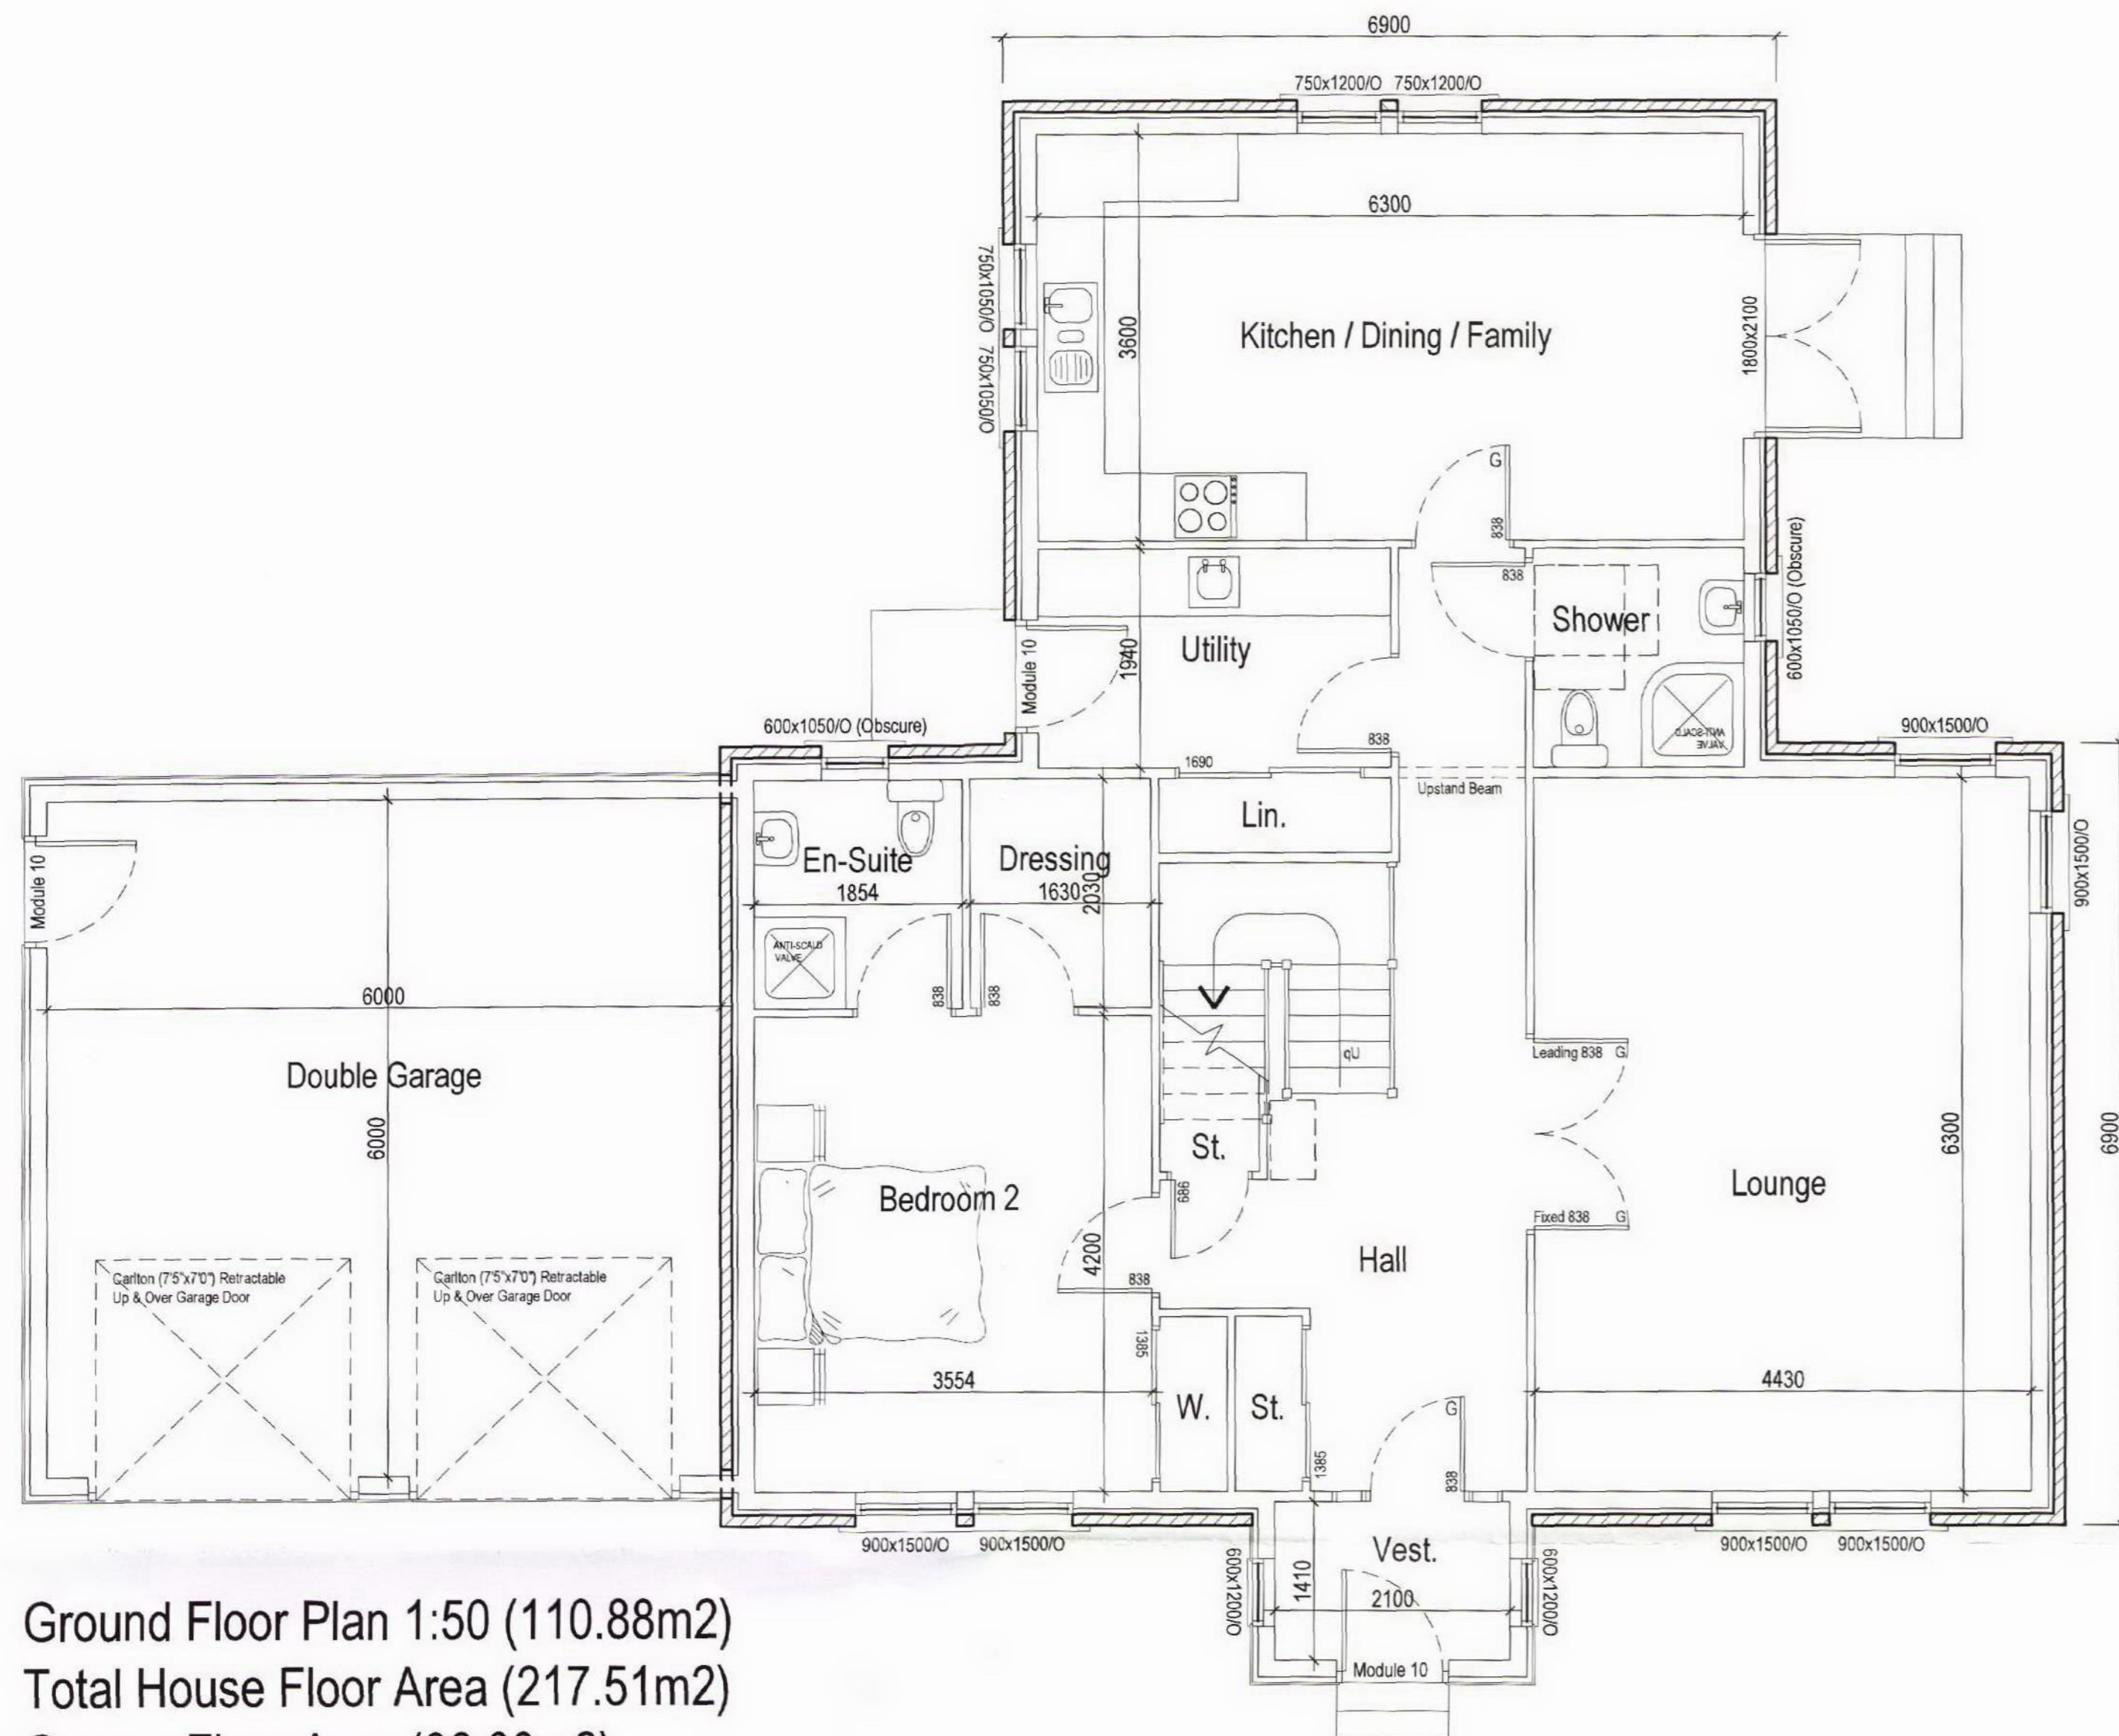 6900
750x1200/O 750x1200/O
6300
750x1050/O 750x1050/O
3600
Kitchen / Dining / Family
1800x2100
G
838
838
600x1050/O (Obscure)
Shower
Utility
1940
Module 10
ANTI-SCALD
VALVE
600x1050/O (Obscure)
838
1690
Upstand Beam
900x1500/O
900x1500/O
Lin.
En-Suite
1854
Dressing
1630
2030
ANTI-SCALD
VALVE
838
838
Module 10
6000
Double Garage
6000
Garlton (7'5"x7'0") Retractable
Up & Over Garage Door
Garlton (7'5"x7'0") Retractable
Up & Over Garage Door
qU
Leading 838 G
Fixed 838 G
St.
686
Bedroom 2
4200
838
Hall
Lounge
6300
6900
1385
3554
W.
St.
1385
G
838
4430
900x1500/O 900x1500/O
Vest.
1410
2100
600x1200/O
600x1200/O
Module 10
900x1500/O 900x1500/O
Ground Floor Plan 1:50 (110.88m2)
Total House Floor Area (217.51m2)